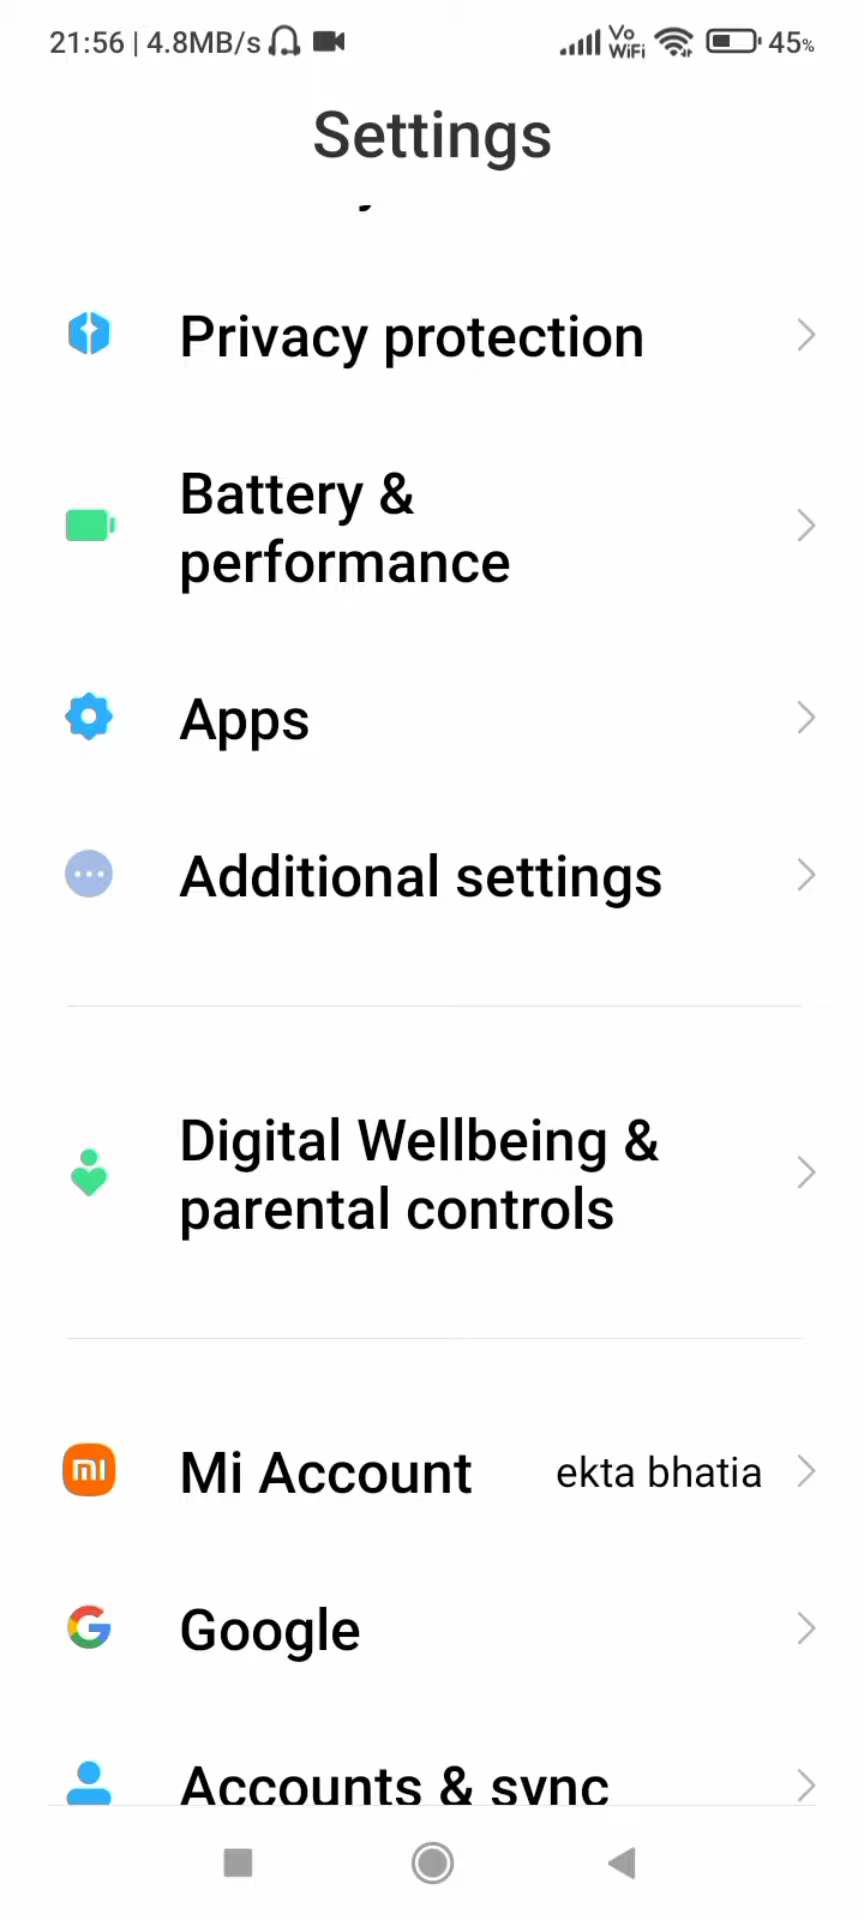 21:56 | 4.8MB/s Vo WiFi 45%
Settings
Privacy protection
Battery &
performance
Apps
Additional settings
Digital Wellbeing &
parental controls
Mi Account ekta bhatia
Google
Accounts & sync